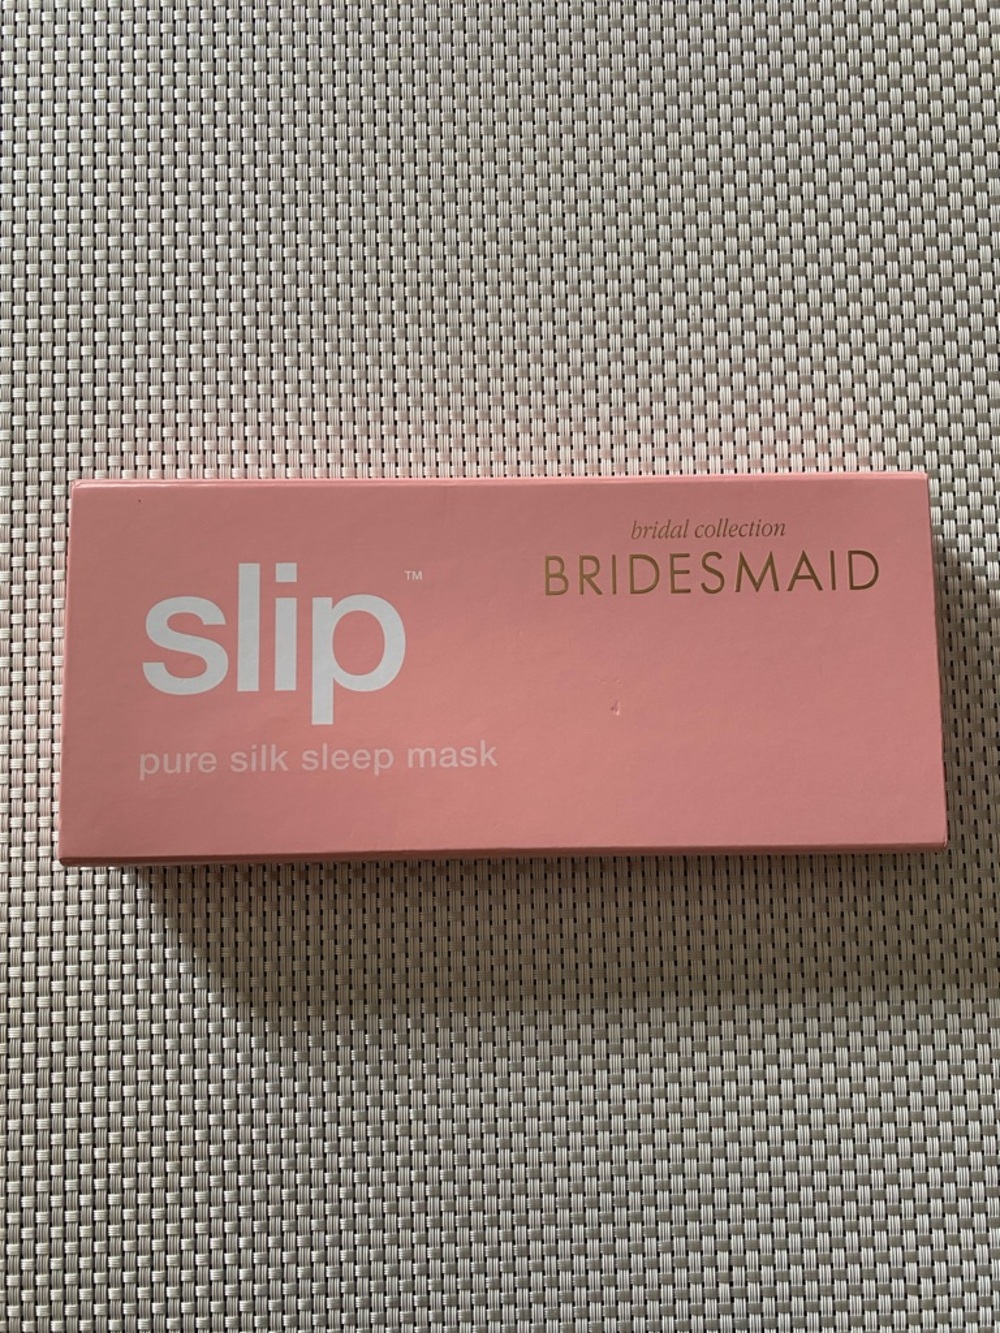 slip™
pure silk sleep mask
bridal collection
BRIDESMAID